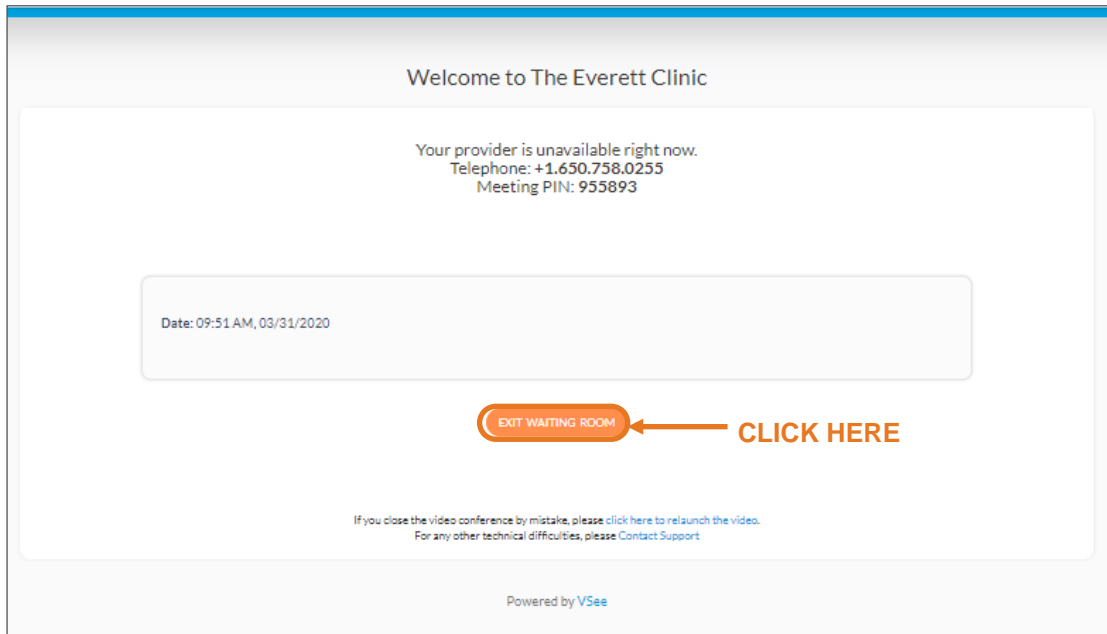 Welcome to The Everett Clinic
Your provider is unavailable right now.
Telephone: +1.650.758.0255
Meeting PIN: 955893
Date: 09:51 AM, 03/31/2020
EXIT WAITING ROOM
CLICK HERE
If you close the video conference by mistake, please click here to relaunch the video.
For any other technical difficulties, please Contact Support
Powered by VSee